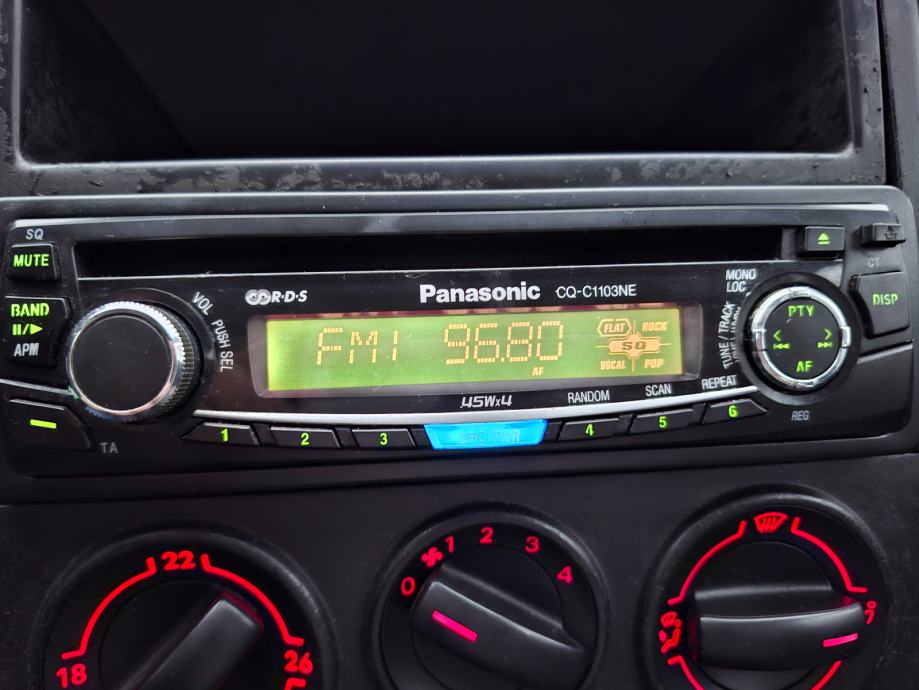 SQ
MUTE
BAND
APM
TA
VOL PUSH SEL
R·D·S
Panasonic CQ-C1103NE
FM1 96.80
AF
FLAT ROCK
SQ
VOCAL POP
45Wx4
RANDOM SCAN REPEAT
1 2 3 4 5 6
MONO
LOC
TUNE / TRACK
PTY
AF
REG
CT
DISP
18 22 26
0 1 2 3 4